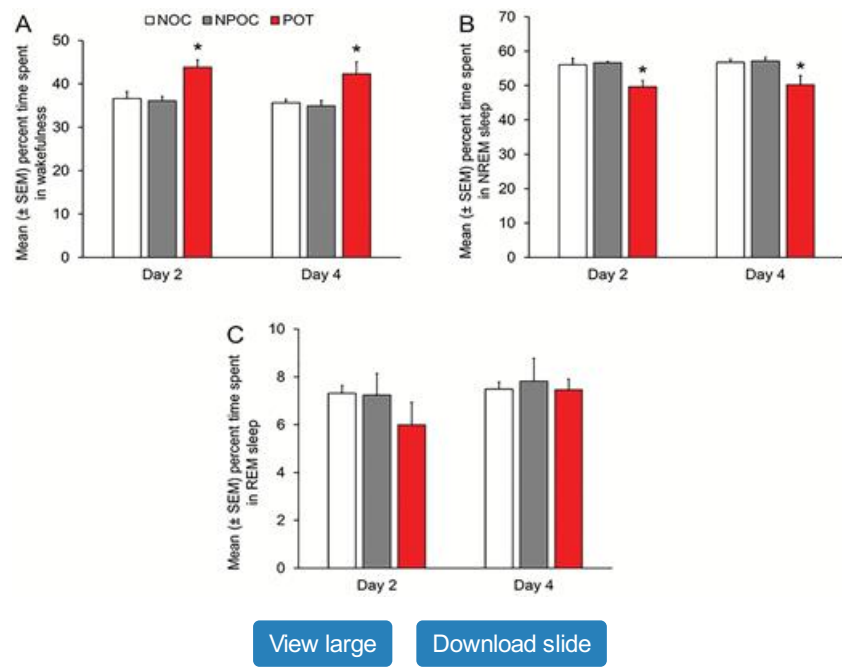 A
NOC NPOC POT
Mean (± SEM) percent time spent
in wakefulness
50
40
30
20
10
0
*
*
Day 2
Day 4
B
Mean (± SEM) percent time spent
in NREM sleep
70
60
50
40
30
20
10
0
*
*
Day 2
Day 4
C
Mean (± SEM) percent time spent
in REM sleep
10
8
6
4
2
0
Day 2
Day 4
View large
Download slide